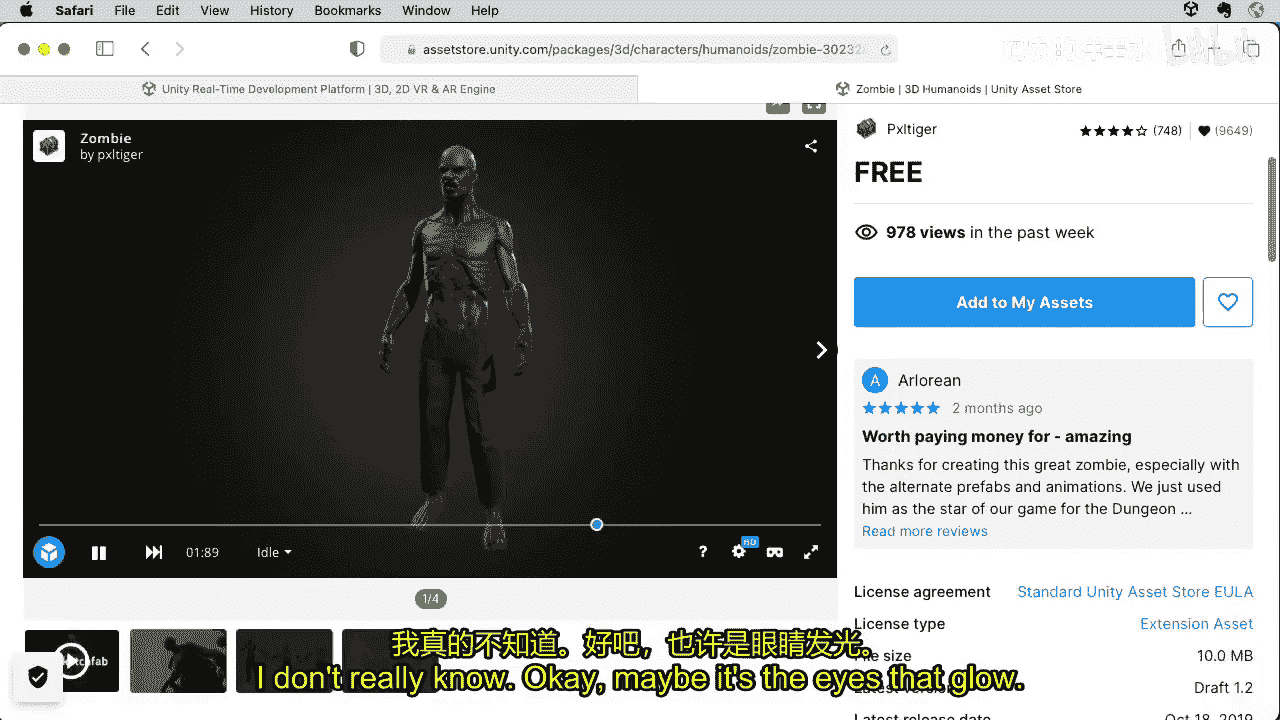 Safari File Edit View History Bookmarks Window Help
assetstore.unity.com/packages/3d/characters/humanoids/zombie-30232
Unity Real-Time Development Platform | 3D, 2D VR & AR Engine
Zombie | 3D Humanoids | Unity Asset Store
Zombie
by pxltiger
Pxltiger
(748)
(9649)
FREE
978 views in the past week
Add to My Assets
A Arlorean
2 months ago
Worth paying money for - amazing
Thanks for creating this great zombie, especially with
the alternate prefabs and animations. We just used
him as the star of our game for the Dungeon ...
Read more reviews
01:89
Idle
?
HD
1/4
License agreement Standard Unity Asset Store EULA
License type Extension Asset
File size 10.0 MB
Draft 1.2
Latest release date Oct 18, 2019
我真的不知道。好吧，也许是眼睛发光。
I don't really know. Okay, maybe it's the eyes that glow.